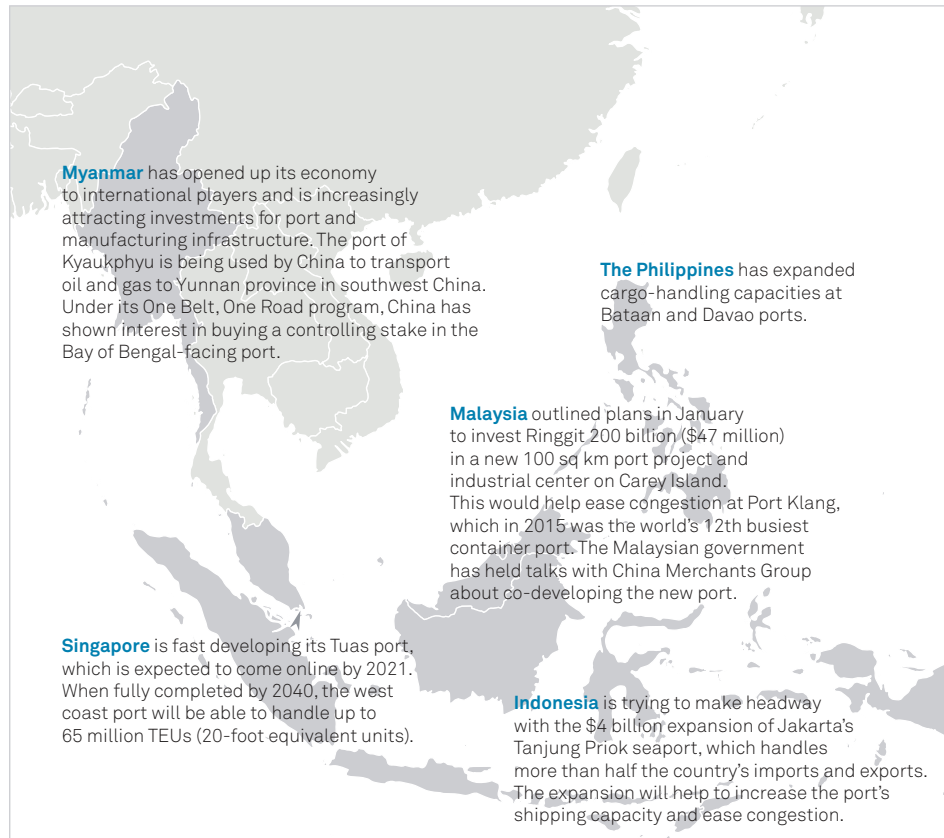 Myanmar has opened up its economy
to international players and is increasingly
attracting investments for port and
manufacturing infrastructure. The port of
Kyaukphyu is being used by China to transport
oil and gas to Yunnan province in southwest China.
Under its One Belt, One Road program, China has
shown interest in buying a controlling stake in the
Bay of Bengal-facing port.
The Philippines has expanded
cargo-handling capacities at
Bataan and Davao ports.
Malaysia outlined plans in January
to invest Ringgit 200 billion ($47 million)
in a new 100 sq km port project and
industrial center on Carey Island.
This would help ease congestion at Port Klang,
which in 2015 was the world's 12th busiest
container port. The Malaysian government
has held talks with China Merchants Group
about co-developing the new port.
Singapore is fast developing its Tuas port,
which is expected to come online by 2021.
When fully completed by 2040, the west
coast port will be able to handle up to
65 million TEUs (20-foot equivalent units).
Indonesia is trying to make headway
with the $4 billion expansion of Jakarta's
Tanjung Priok seaport, which handles
more than half the country's imports and exports.
The expansion will help to increase the port's
shipping capacity and ease congestion.